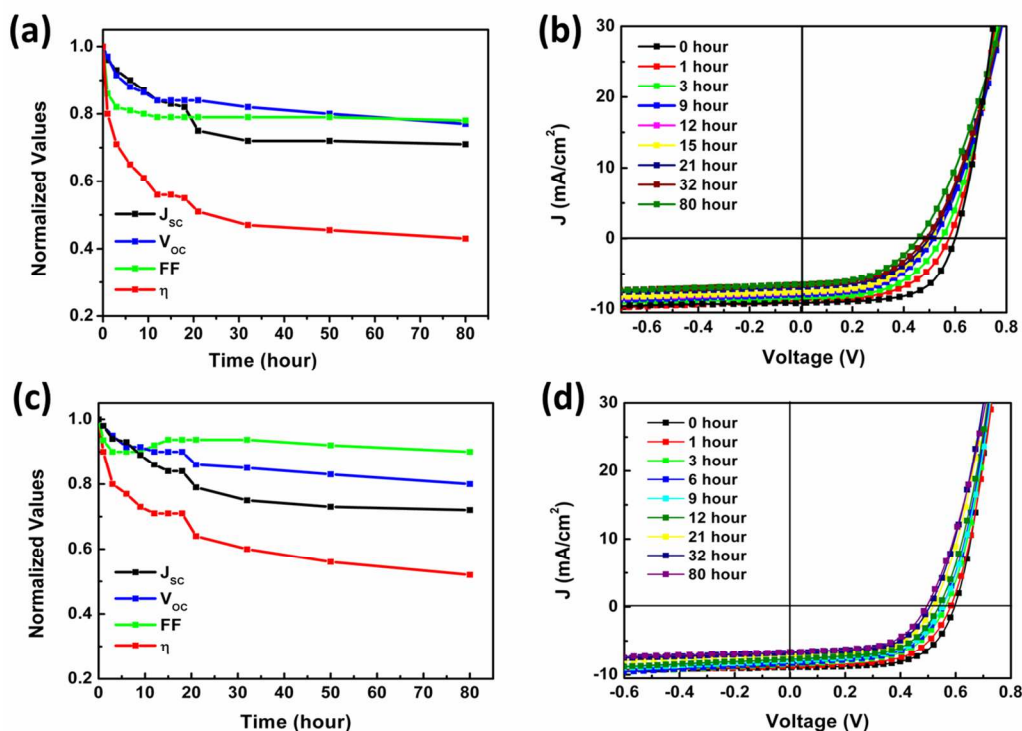 (a)
Normalized Values
1.0
0.8
0.6
0.4
0.2
J_SC
V_OC
FF
η
0 10 20 30 40 50 60 70 80
Time (hour)
(b)
J (mA/cm²)
30
20
10
0
-10
0 hour
1 hour
3 hour
9 hour
12 hour
15 hour
21 hour
32 hour
80 hour
-0.6 -0.4 -0.2 0.0 0.2 0.4 0.6 0.8
Voltage (V)
(c)
Normalized Values
1.0
0.8
0.6
0.4
0.2
J_SC
V_OC
FF
η
0 10 20 30 40 50 60 70 80
Time (hour)
(d)
J (mA/cm²)
30
20
10
0
-10
0 hour
1 hour
3 hour
6 hour
9 hour
12 hour
21 hour
32 hour
80 hour
-0.6 -0.4 -0.2 0.0 0.2 0.4 0.6 0.8
Voltage (V)